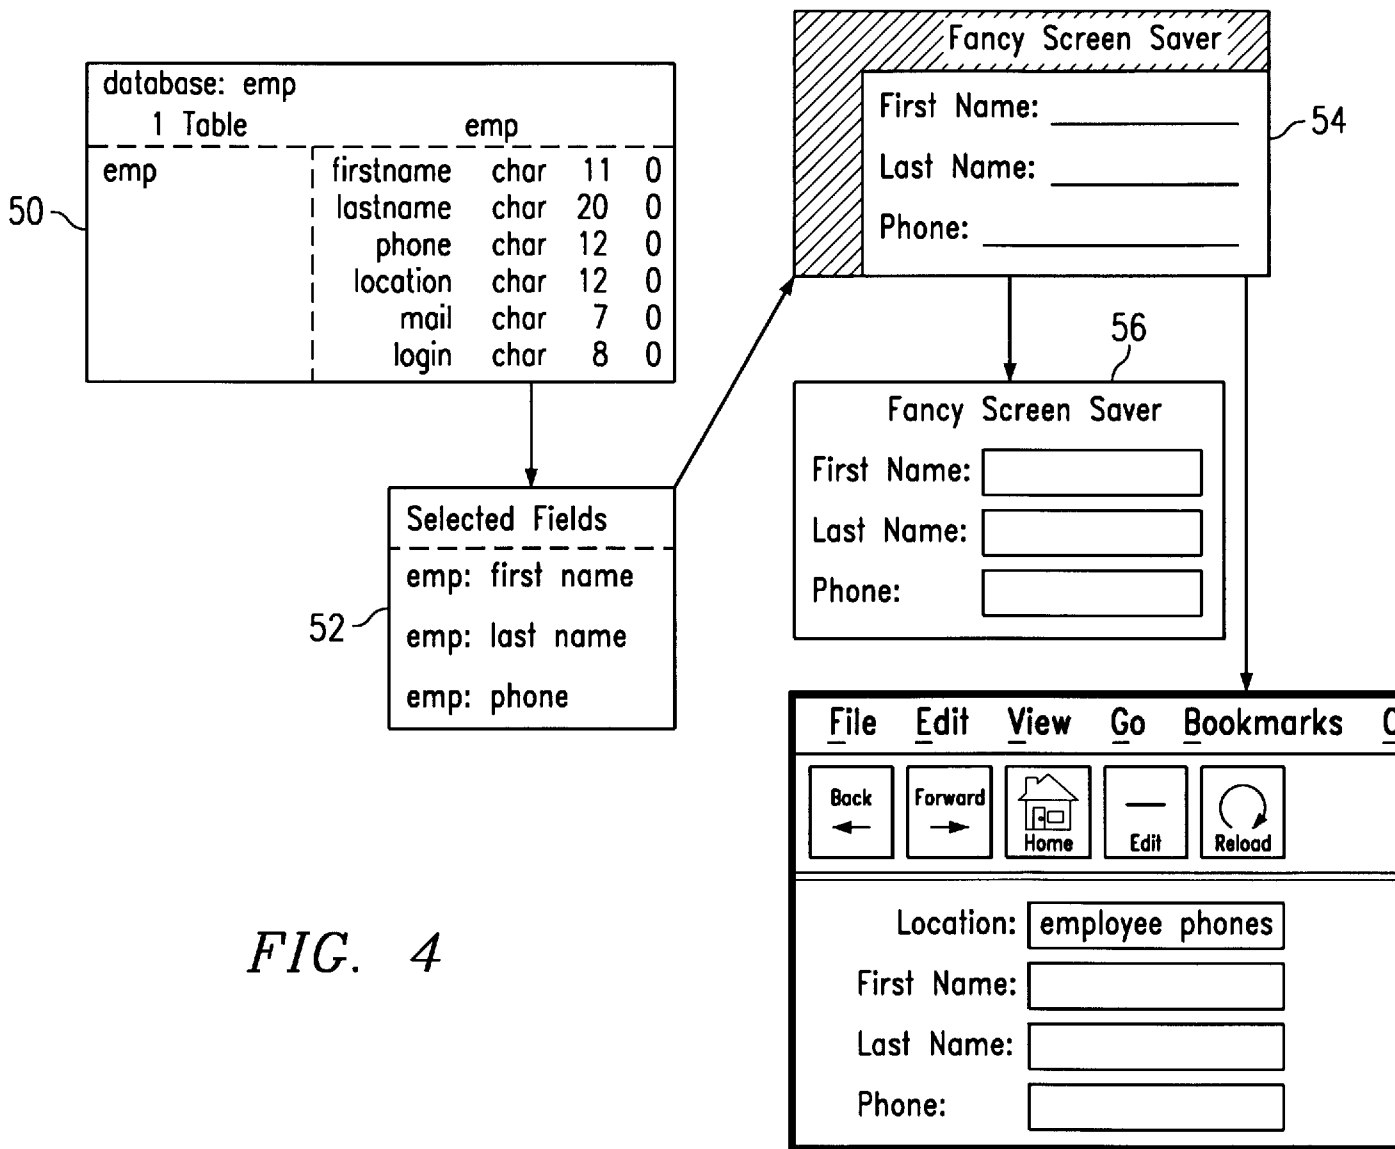 database: emp
1 Table emp
emp firstname char 11 0
lastname char 20 0
phone char 12 0
location char 12 0
mail char 7 0
login char 8 0
50
Selected Fields
emp: first name
emp: last name
emp: phone
52
Fancy Screen Saver
First Name:
Last Name:
Phone:
54
56
Fancy Screen Saver
First Name:
Last Name:
Phone:
File Edit View Go Bookmarks
Back Forward Home Edit Reload
Location: employee phones
First Name:
Last Name:
Phone:
FIG. 4